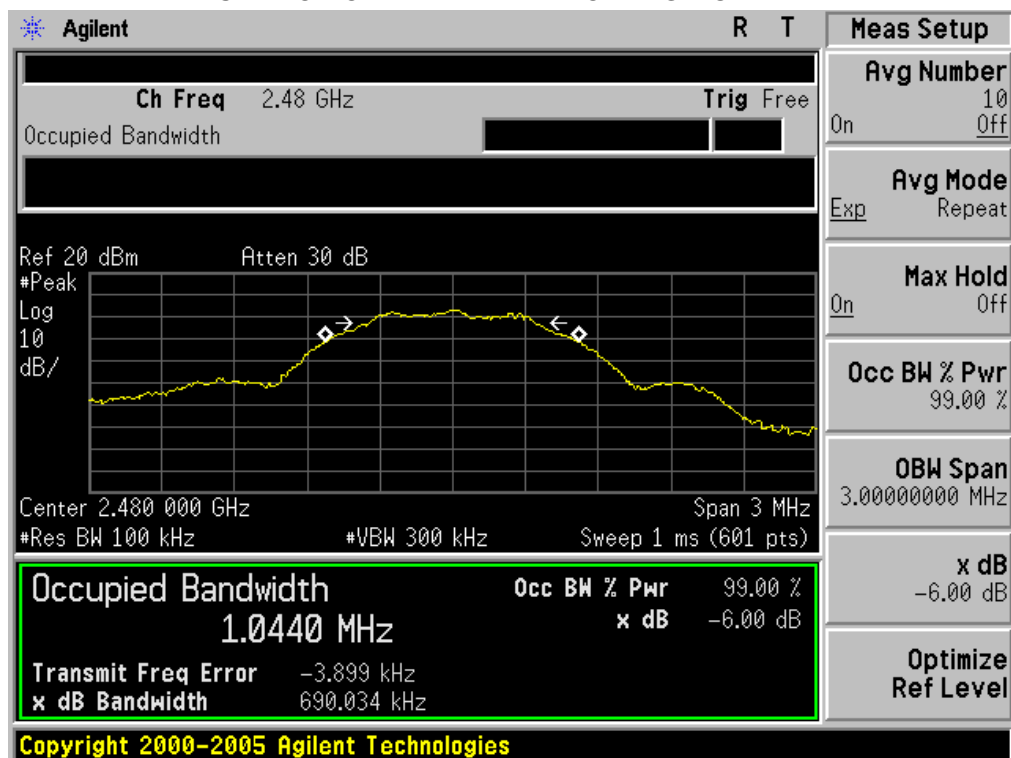 Agilent R T
Ch Freq 2.48 GHz Trig Free
Occupied Bandwidth
Ref 20 dBm Atten 30 dB
#Peak
Log
10
dB/
Center 2.480 000 GHz Span 3 MHz
#Res BW 100 kHz #VBW 300 kHz Sweep 1 ms (601 pts)
Occupied Bandwidth Occ BW % Pwr 99.00 %
1.0440 MHz x dB -6.00 dB
Transmit Freq Error -3.899 kHz
x dB Bandwidth 690.034 kHz
Copyright 2000-2005 Agilent Technologies
Meas Setup
Avg Number
10
On Off
Avg Mode
Exp Repeat
Max Hold
On Off
Occ BW % Pwr
99.00 %
OBW Span
3.00000000 MHz
x dB
-6.00 dB
Optimize
Ref Level